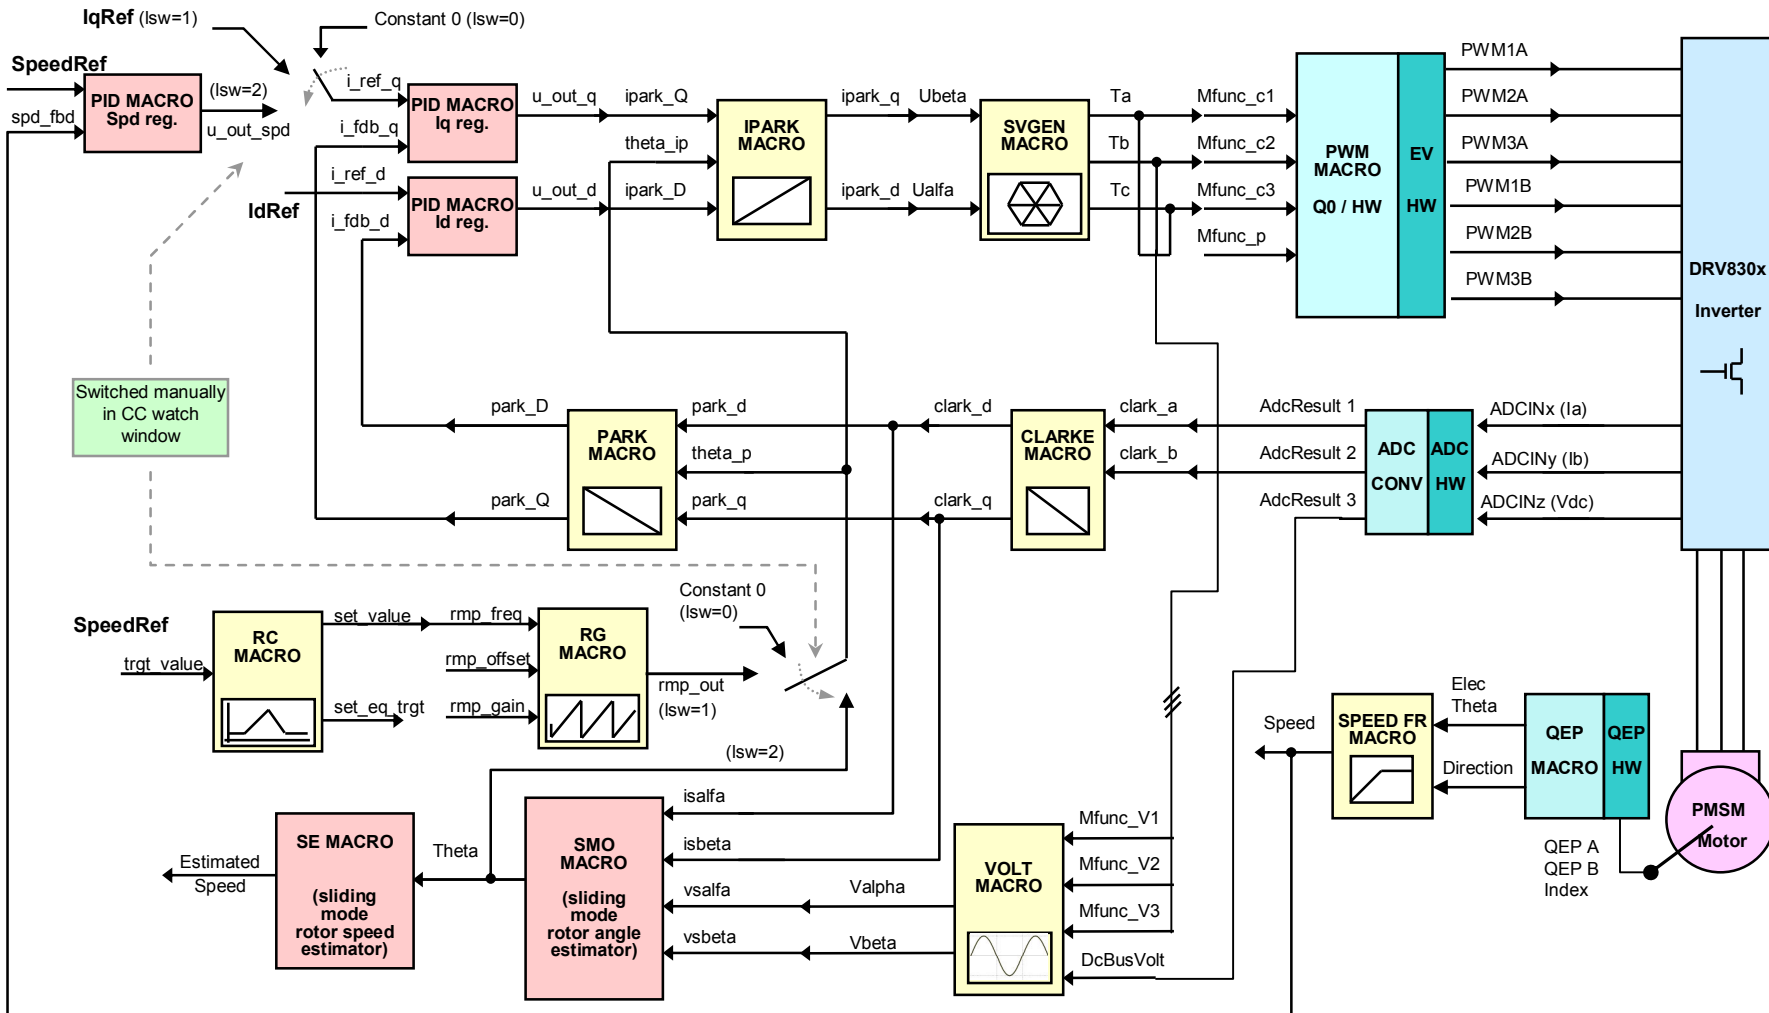 IqRef (lsw=1)
Constant 0 (lsw=0)
SpeedRef
spd_fbd
PID MACRO
Spd reg.
(lsw=2)
u_out_spd
i_ref_q
i_fdb_q
PID MACRO
Iq reg.
u_out_q
ipark_Q
theta_ip
i_ref_d
IdRef
i_fdb_d
PID MACRO
Id reg.
u_out_d
ipark_D
IPARK
MACRO
ipark_q
Ubeta
ipark_d
Ualfa
SVGEN
MACRO
Ta
Tb
Tc
Mfunc_c1
Mfunc_c2
Mfunc_c3
Mfunc_p
PWM
MACRO
Q0 / HW
EV
HW
PWM1A
PWM2A
PWM3A
PWM1B
PWM2B
PWM3B
DRV830x
Inverter
Switched manually
in CC watch
window
park_D
park_Q
PARK
MACRO
park_d
theta_p
park_q
clark_d
clark_q
CLARKE
MACRO
clark_a
clark_b
AdcResult 1
AdcResult 2
AdcResult 3
ADC
CONV
ADC
HW
ADCINx (Ia)
ADCINy (Ib)
ADCINz (Vdc)
SpeedRef
trgt_value
RC
MACRO
set_value
set_eq_trgt
rmp_freq
rmp_offset
rmp_gain
RG
MACRO
rmp_out
(lsw=1)
Constant 0
(lsw=0)
(lsw=2)
Speed
SPEED FR
MACRO
Elec
Theta
Direction
QEP
MACRO
QEP
HW
QEP A
QEP B
Index
PMSM
Motor
Estimated
Speed
SE MACRO
(sliding
mode
rotor speed
estimator)
Theta
SMO
MACRO
(sliding
mode
rotor angle
estimator)
isalfa
isbeta
vsalfa
vsbeta
Valpha
Vbeta
VOLT
MACRO
Mfunc_V1
Mfunc_V2
Mfunc_V3
DcBusVolt